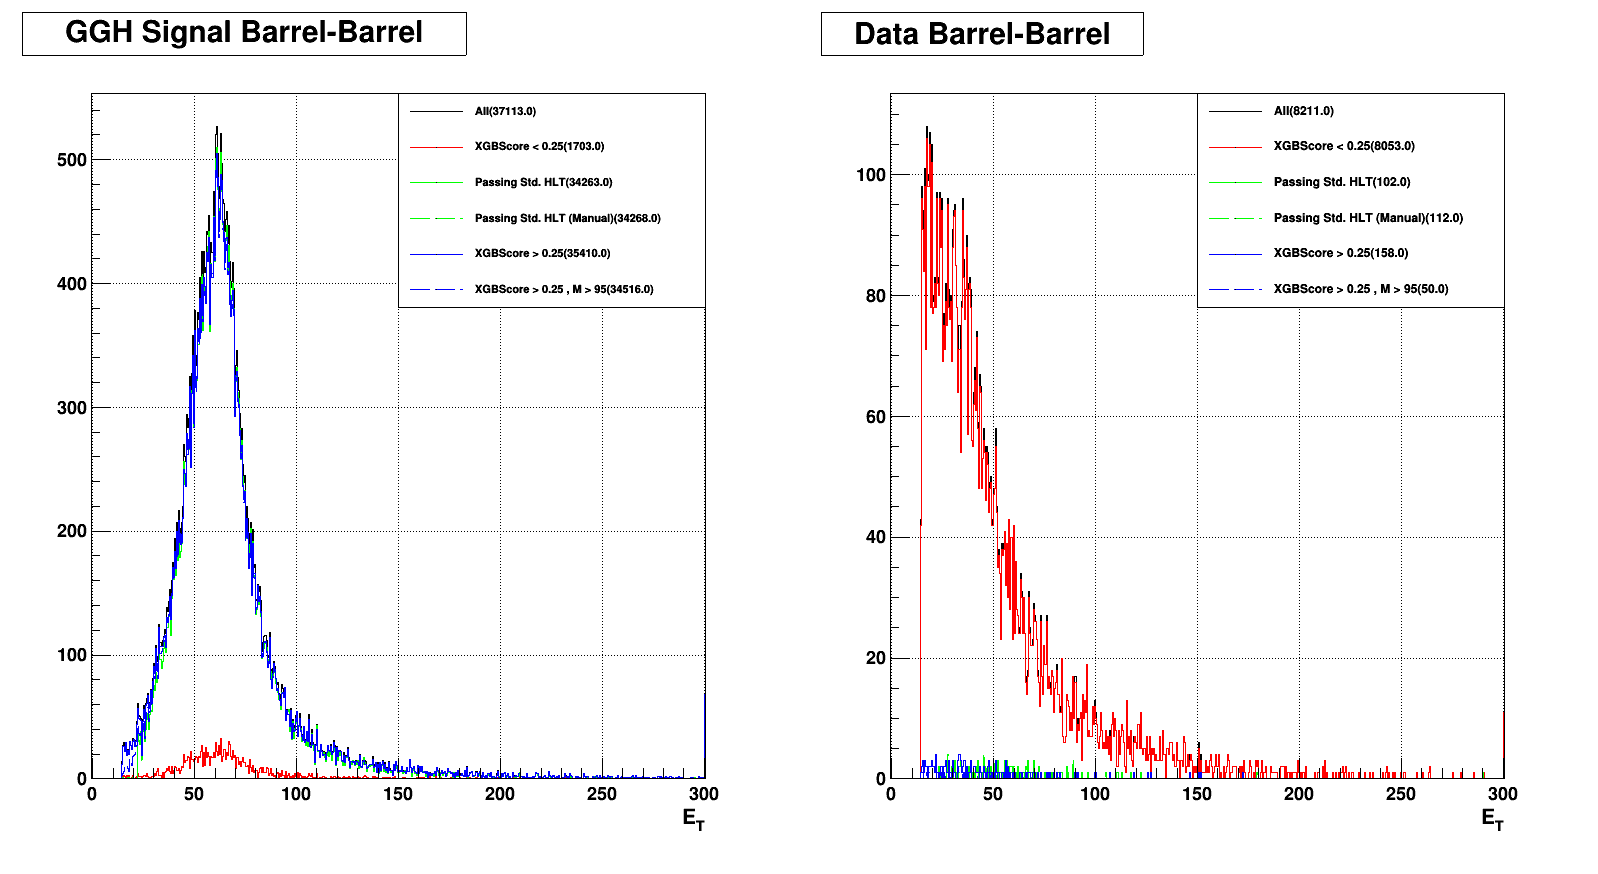 GGH Signal Barrel-Barrel
All(37113.0)
XGBScore < 0.25(1703.0)
Passing Std. HLT(34263.0)
Passing Std. HLT (Manual)(34268.0)
XGBScore > 0.25(35410.0)
XGBScore > 0.25 , M > 95(34516.0)
500
400
300
200
100
0
0 50 100 150 200 250 300
E_T
Data Barrel-Barrel
All(8211.0)
XGBScore < 0.25(8053.0)
Passing Std. HLT(102.0)
Passing Std. HLT (Manual)(112.0)
XGBScore > 0.25(158.0)
XGBScore > 0.25 , M > 95(50.0)
100
80
60
40
20
0
0 50 100 150 200 250 300
E_T